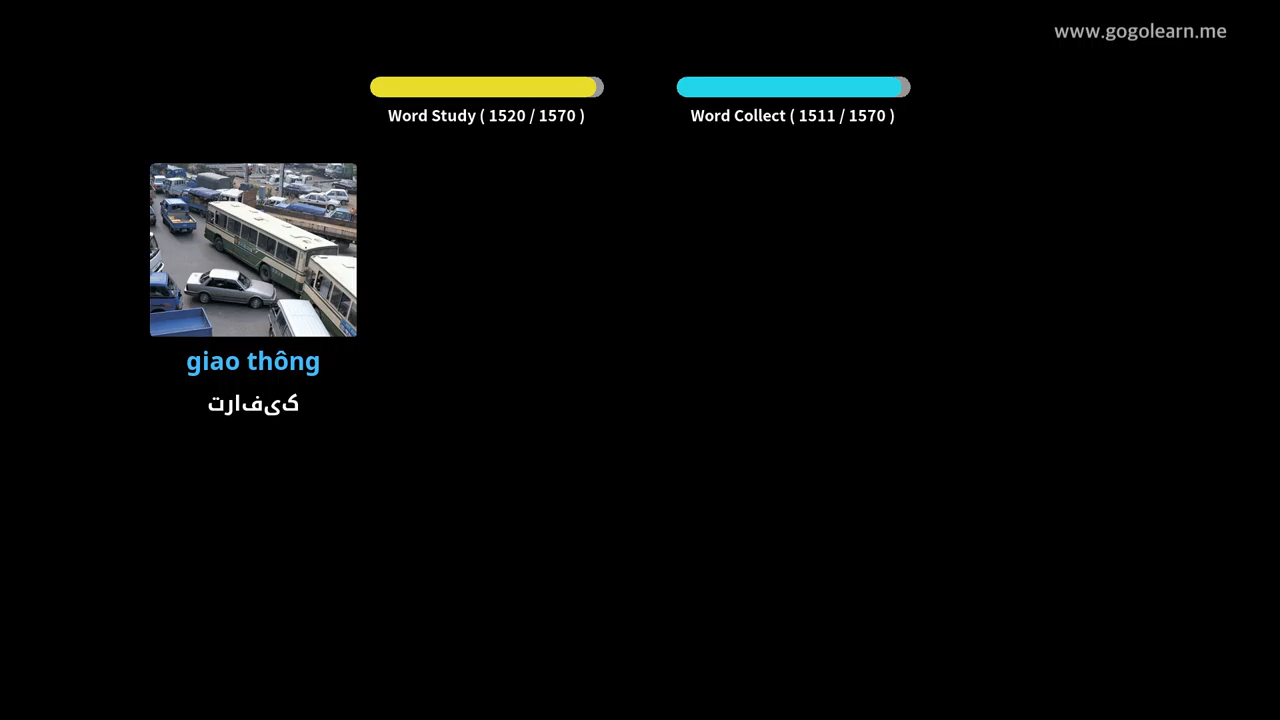 www.gogolearn.me
Word Study ( 1520 / 1570 )
Word Collect ( 1511 / 1570 )
giao thông
کیفارت